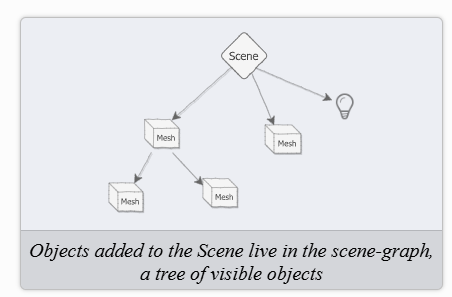 Scene
Mesh
Mesh
Mesh
Mesh
Objects added to the Scene live in the scene-graph,
a tree of visible objects